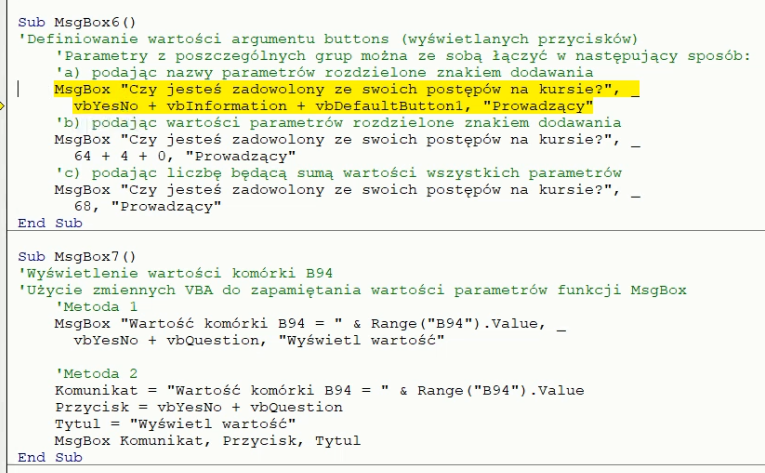 Sub MsgBox6()
'Definiowanie wartości argumentu buttons (wyświetlanych przycisków)
'Parametry z poszczególnych grup można ze sobą łączyć w następujący sposób:
'a) podając nazwy parametrów rozdzielone znakiem dodawania
MsgBox "Czy jesteś zadowolony ze swoich postępów na kursie?", _
vbYesNo + vbInformation + vbDefaultButton1, "Prowadzący"
'b) podając wartości parametrów rozdzielone znakiem dodawania
MsgBox "Czy jesteś zadowolony ze swoich postępów na kursie?", _
64 + 4 + 0, "Prowadzący"
'c) podając liczbę będącą sumą wartości wszystkich parametrów
MsgBox "Czy jesteś zadowolony ze swoich postępów na kursie?", _
68, "Prowadzący"
End Sub
Sub MsgBox7()
'Wyświetlenie wartości komórki B94
'Użycie zmiennych VBA do zapamiętania wartości parametrów funkcji MsgBox
'Metoda 1
MsgBox "Wartość komórki B94 = " & Range("B94").Value, _
vbYesNo + vbQuestion, "Wyświetl wartość"
'Metoda 2
Komunikat = "Wartość komórki B94 = " & Range("B94").Value
Przycisk = vbYesNo + vbQuestion
Tytul = "Wyświetl wartość"
MsgBox Komunikat, Przycisk, Tytul
End Sub